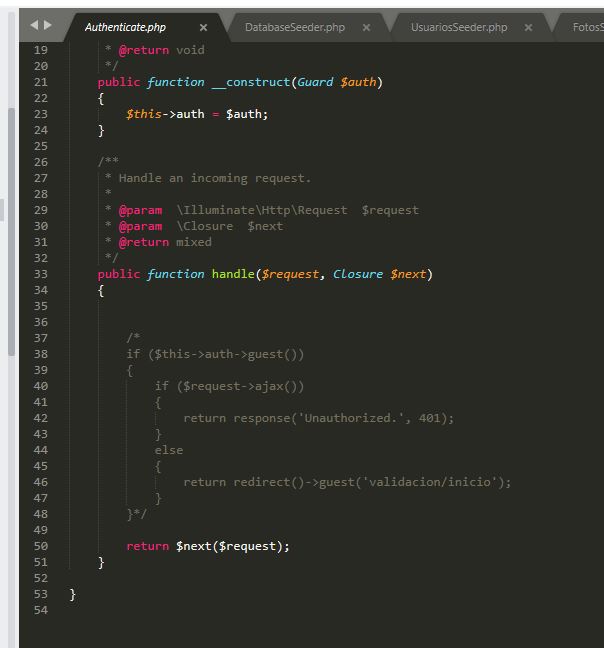 Authenticate.php × DatabaseSeeder.php × UsuariosSeeder.php × FotosS
19 * @return void
20 */
21 public function __construct(Guard $auth)
22 {
23 $this->auth = $auth;
24 }
25
26 /**
27 * Handle an incoming request.
28 *
29 * @param \Illuminate\Http\Request $request
30 * @param \Closure $next
31 * @return mixed
32 */
33 public function handle($request, Closure $next)
34 {
35
36
37 /*
38 if ($this->auth->guest())
39 {
40 if ($request->ajax())
41 {
42 return response('Unauthorized.', 401);
43 }
44 else
45 {
46 return redirect()->guest('validacion/inicio');
47 }
48 }*/
49
50 return $next($request);
51 }
52
53 }
54